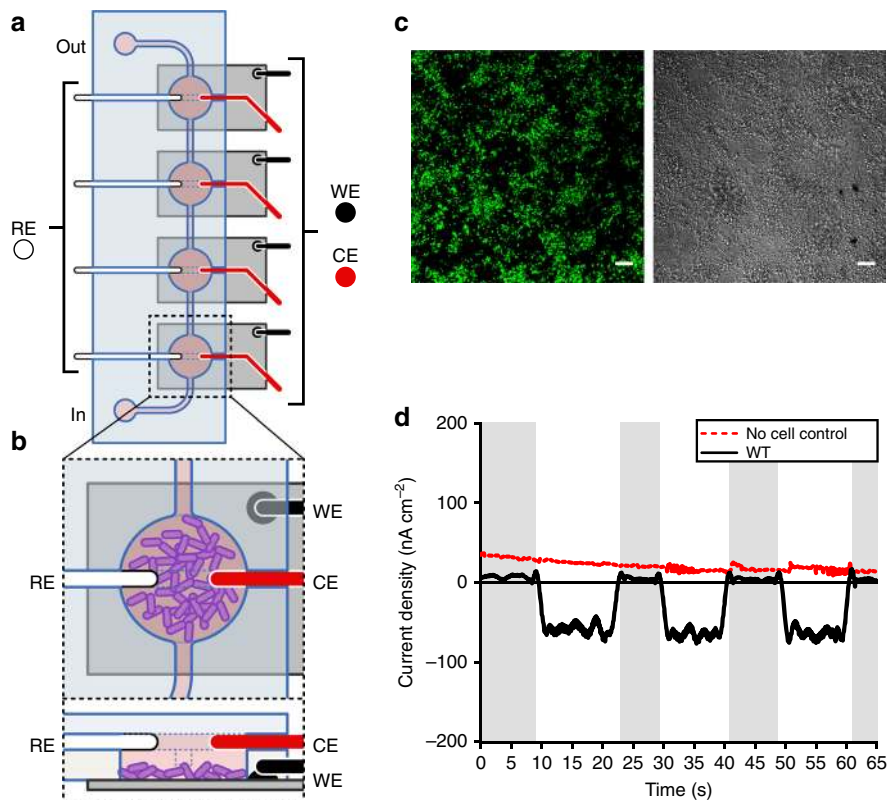 a
Out
RE
WE
CE
In
b
WE
RE
CE
RE
CE
WE
c
d
200
100
0
−100
−200
Current density (nA cm−2)
No cell control
WT
0 5 10 15 20 25 30 35 40 45 50 55 60 65
Time (s)